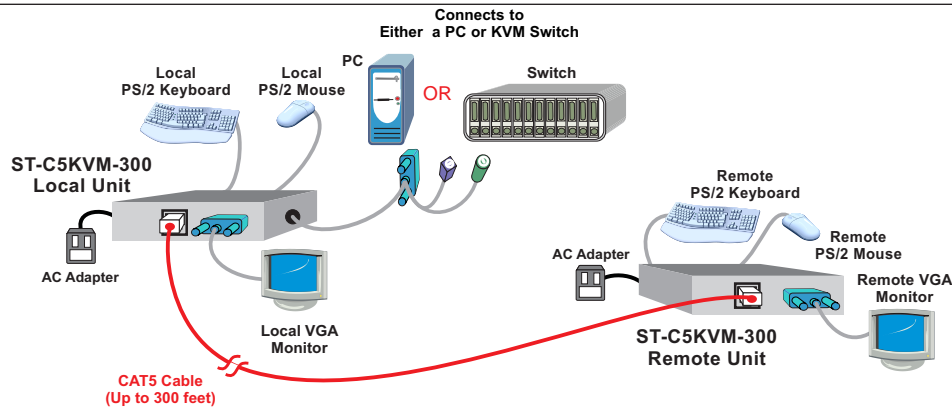 Connects to
Either a PC or KVM Switch
PC
OR
Switch
Local
PS/2 Keyboard
Local
PS/2 Mouse
ST-C5KVM-300
Local Unit
AC Adapter
Local VGA
Monitor
CAT5 Cable
(Up to 300 feet)
Remote
PS/2 Keyboard
Remote
PS/2 Mouse
AC Adapter
Remote VGA
Monitor
ST-C5KVM-300
Remote Unit